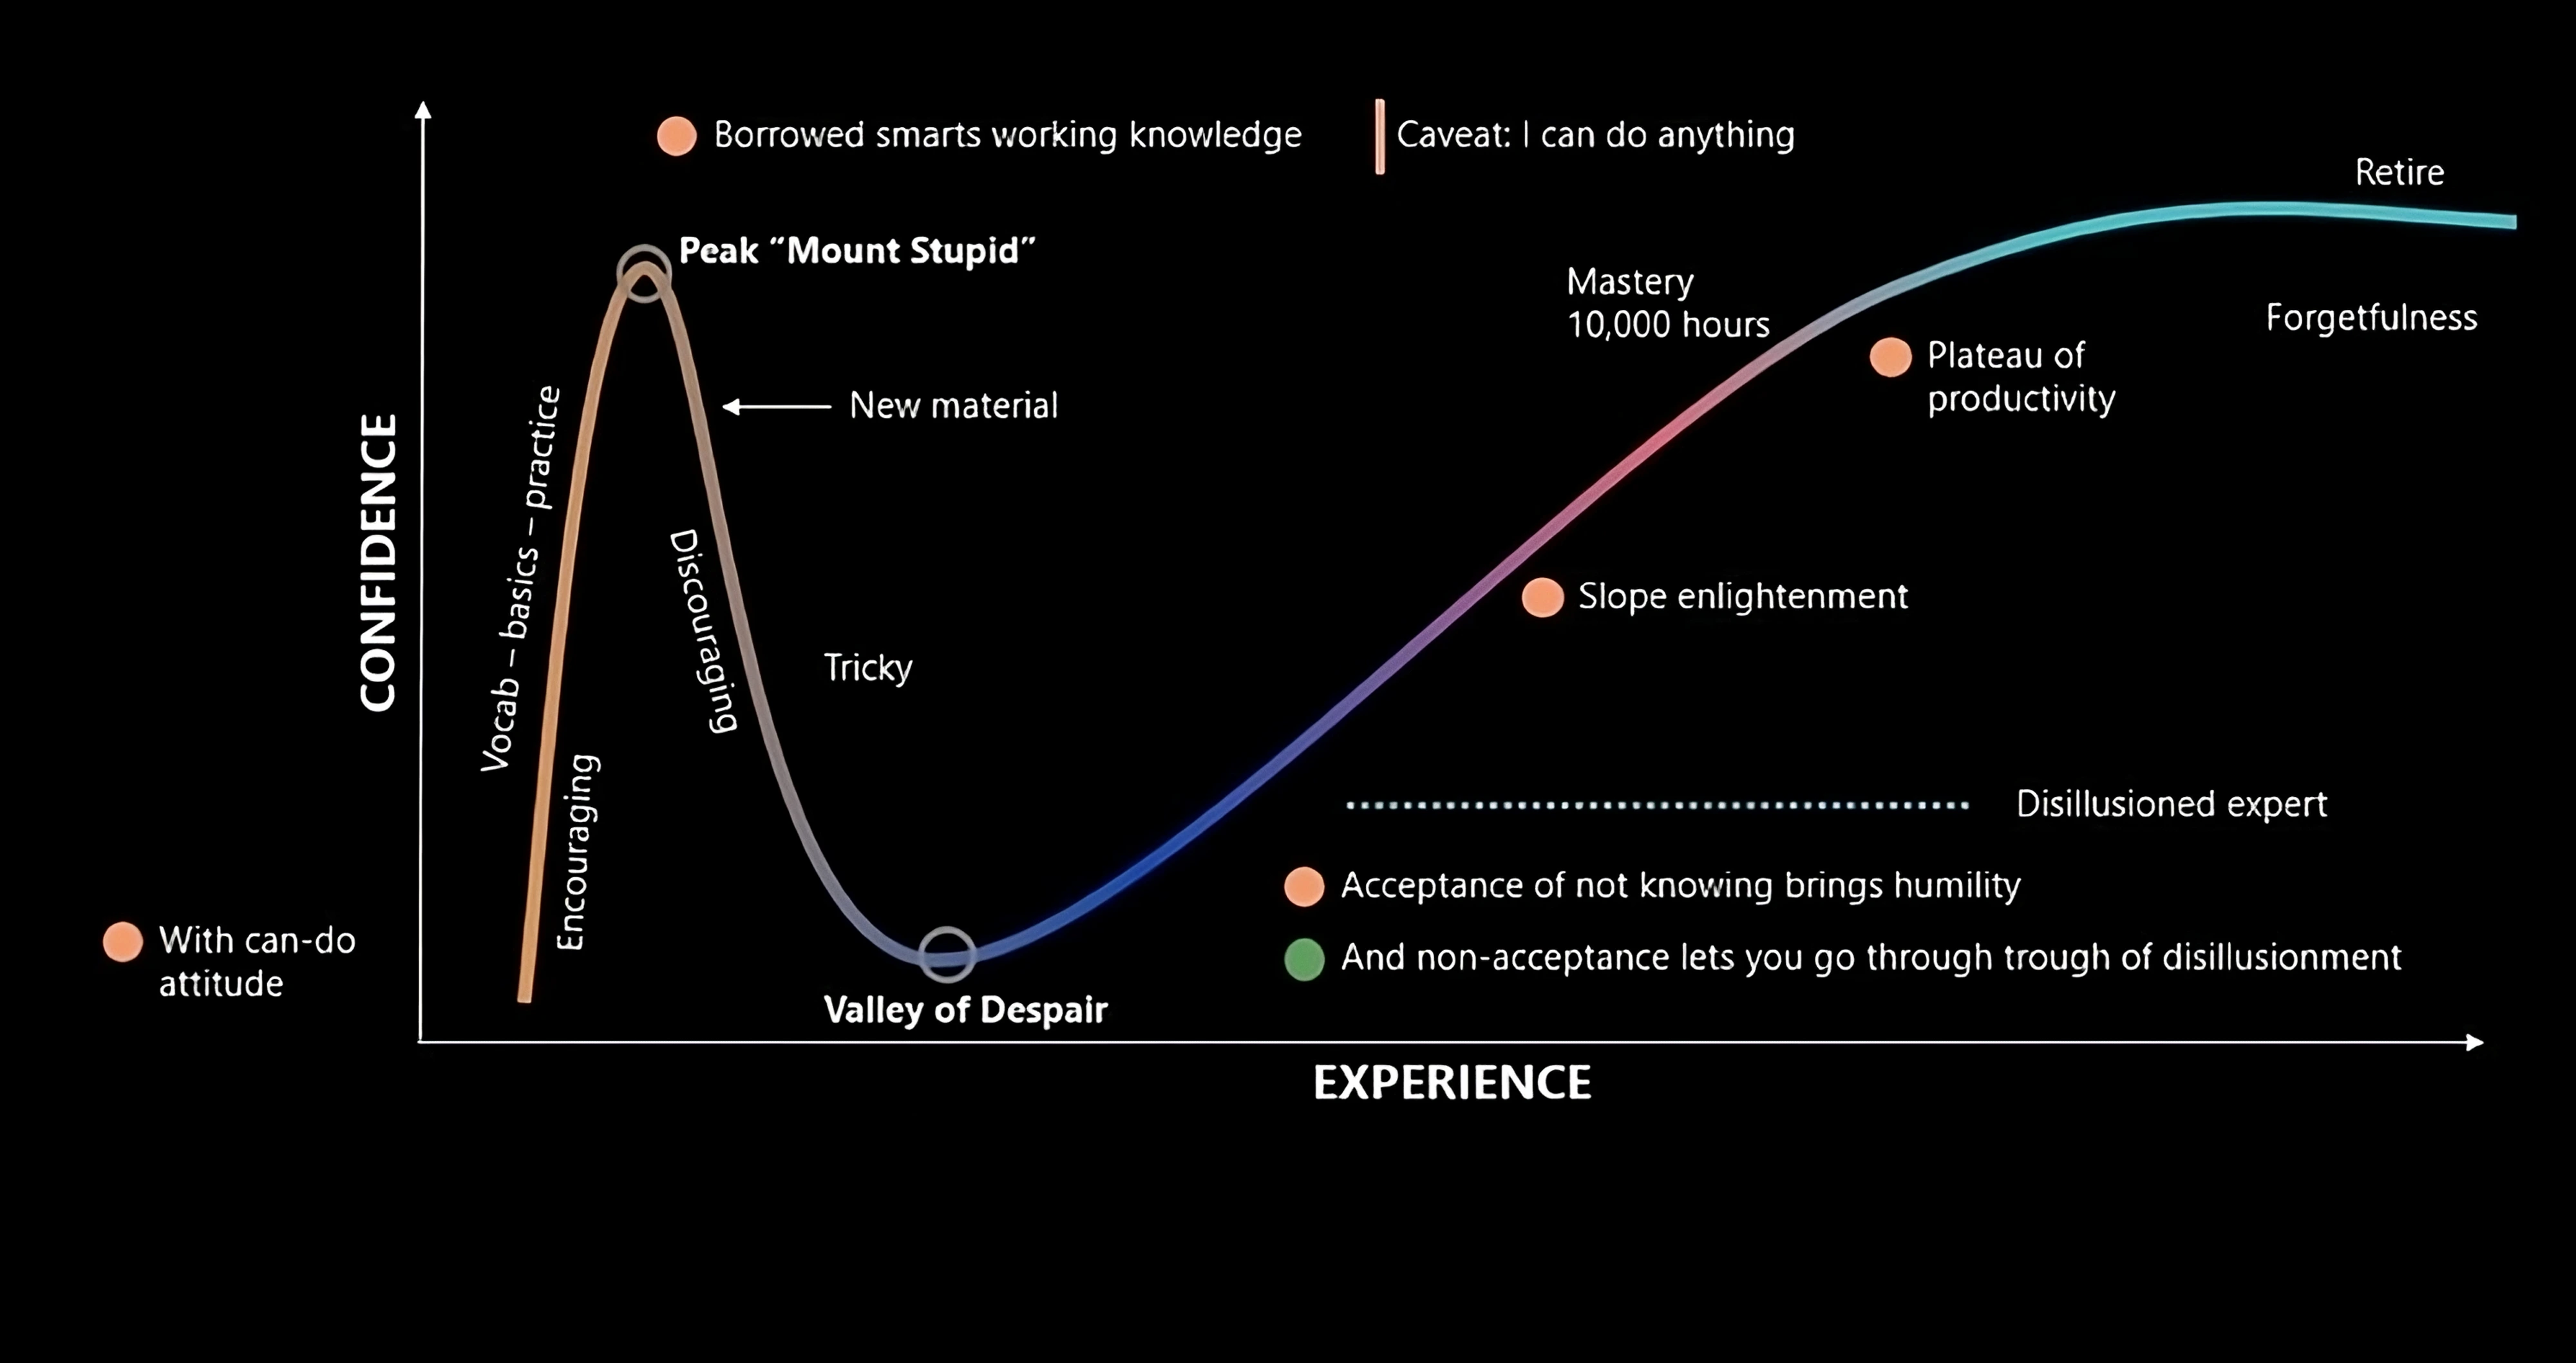 Borrowed smarts working knowledge
Caveat: I can do anything
Retire
Peak “Mount Stupid”
Mastery
10,000 hours
Forgetfulness
Plateau of
productivity
New material
CONFIDENCE
Vocab – basics – practice
Encouraging
Discouraging
Tricky
Slope enlightenment
Disillusioned expert
Acceptance of not knowing brings humility
With can-do
attitude
And non-acceptance lets you go through trough of disillusionment
Valley of Despair
EXPERIENCE